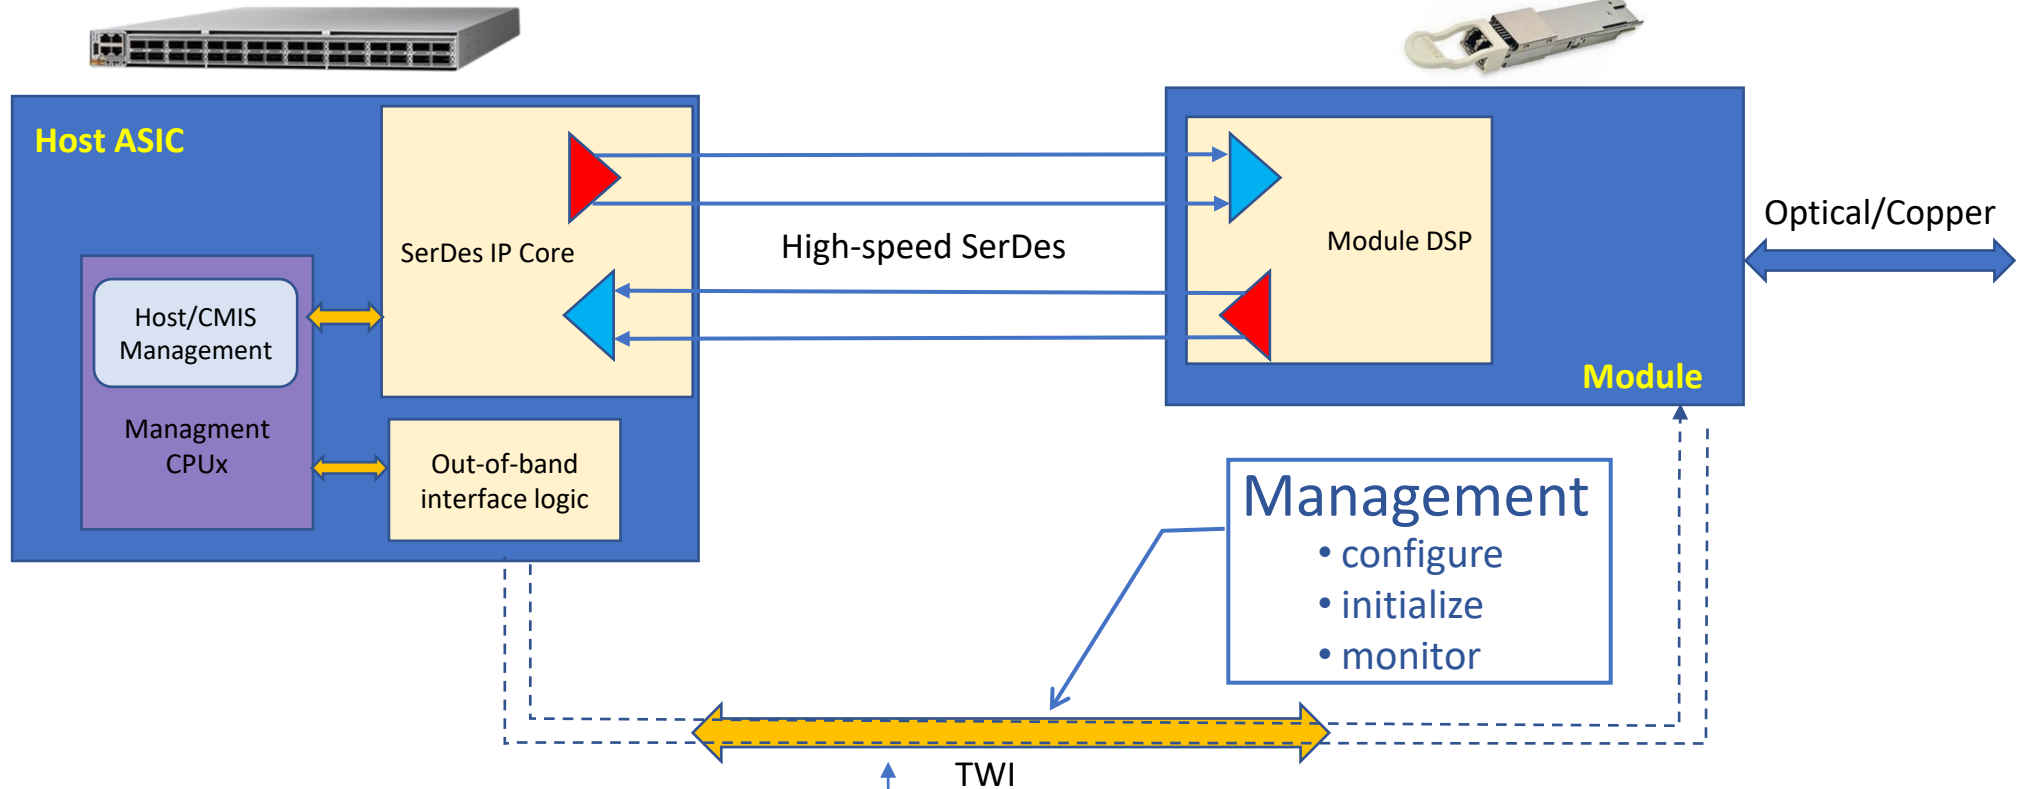 Host ASIC
SerDes IP Core
Host/CMIS
Management
Managment
CPUx
Out-of-band
interface logic
High-speed SerDes
Module DSP
Module
Optical/Copper
Management
• configure
• initialize
• monitor
TWI